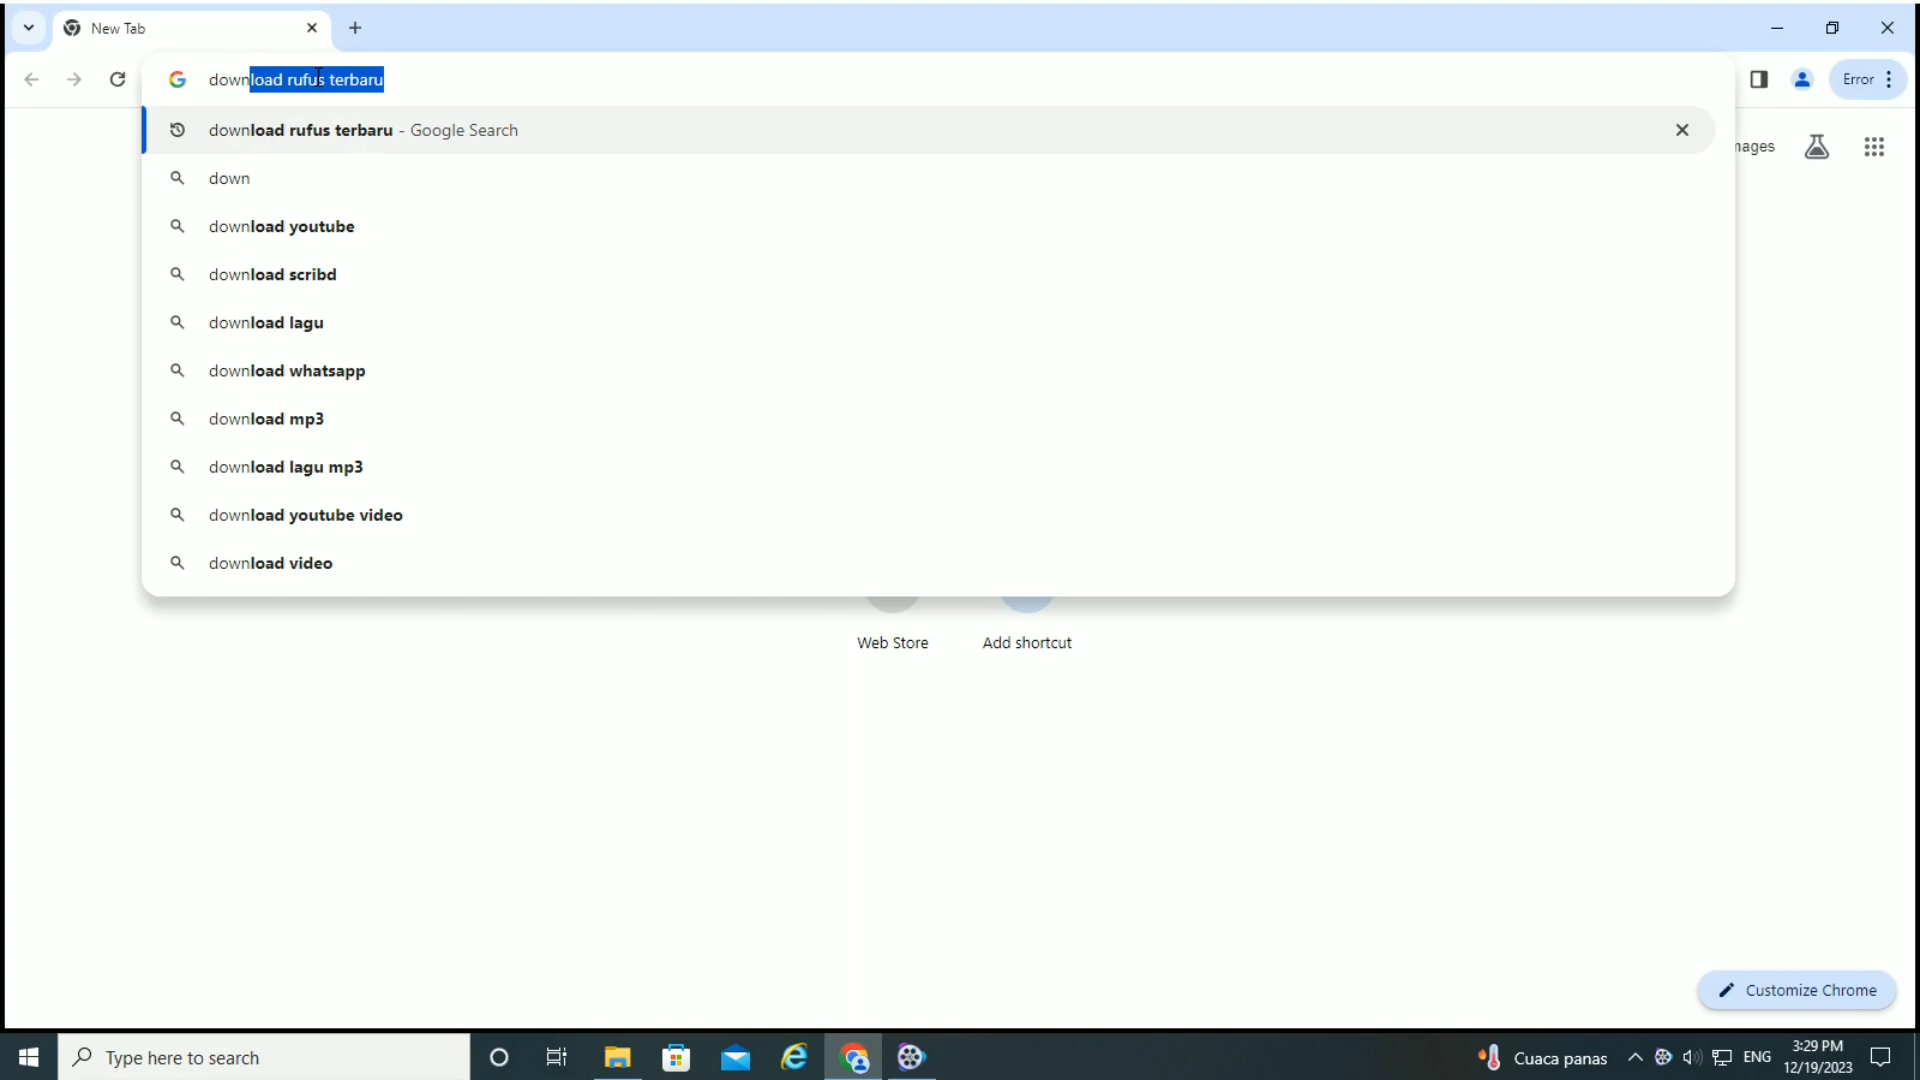 New Tab
download rufus terbaru
Error
download rufus terbaru - Google Search
down
download youtube
download scribd
download lagu
download whatsapp
download mp3
download lagu mp3
download youtube video
download video
Web Store
Add shortcut
Customize Chrome
Type here to search
Cuaca panas
ENG
3:29 PM
12/19/2023